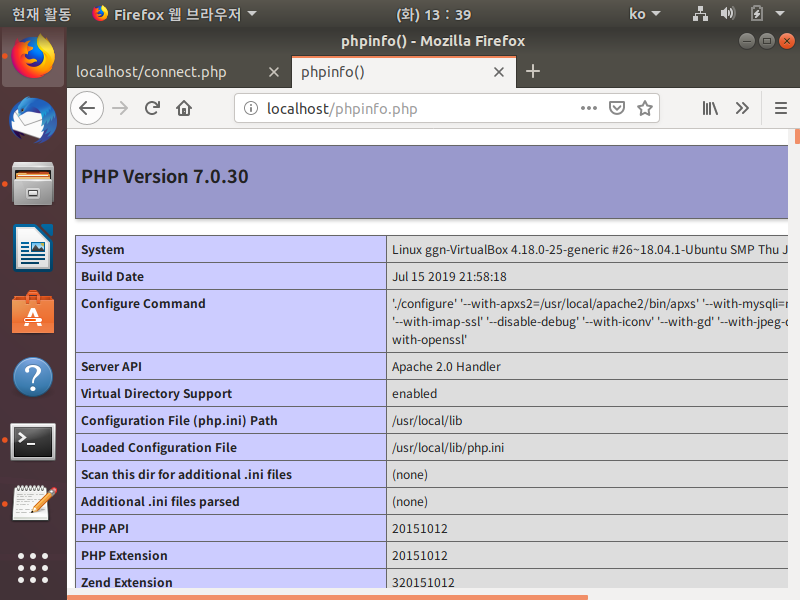 현재 활동
Firefox 웹 브라우저
(화) 13 : 39
ko
phpinfo() - Mozilla Firefox
localhost/connect.php
phpinfo()
localhost/phpinfo.php
PHP Version 7.0.30
System
Linux ggn-VirtualBox 4.18.0-25-generic #26~18.04.1-Ubuntu SMP Thu J
Build Date
Jul 15 2019 21:58:18
Configure Command
'./configure' '--with-apxs2=/usr/local/apache2/bin/apxs' '--with-mysqli=
'--with-imap-ssl' '--disable-debug' '--with-iconv' '--with-gd' '--with-jpeg-
with-openssl'
Server API
Apache 2.0 Handler
Virtual Directory Support
enabled
Configuration File (php.ini) Path
/usr/local/lib
Loaded Configuration File
/usr/local/lib/php.ini
Scan this dir for additional .ini files
(none)
Additional .ini files parsed
(none)
PHP API
20151012
PHP Extension
20151012
Zend Extension
320151012